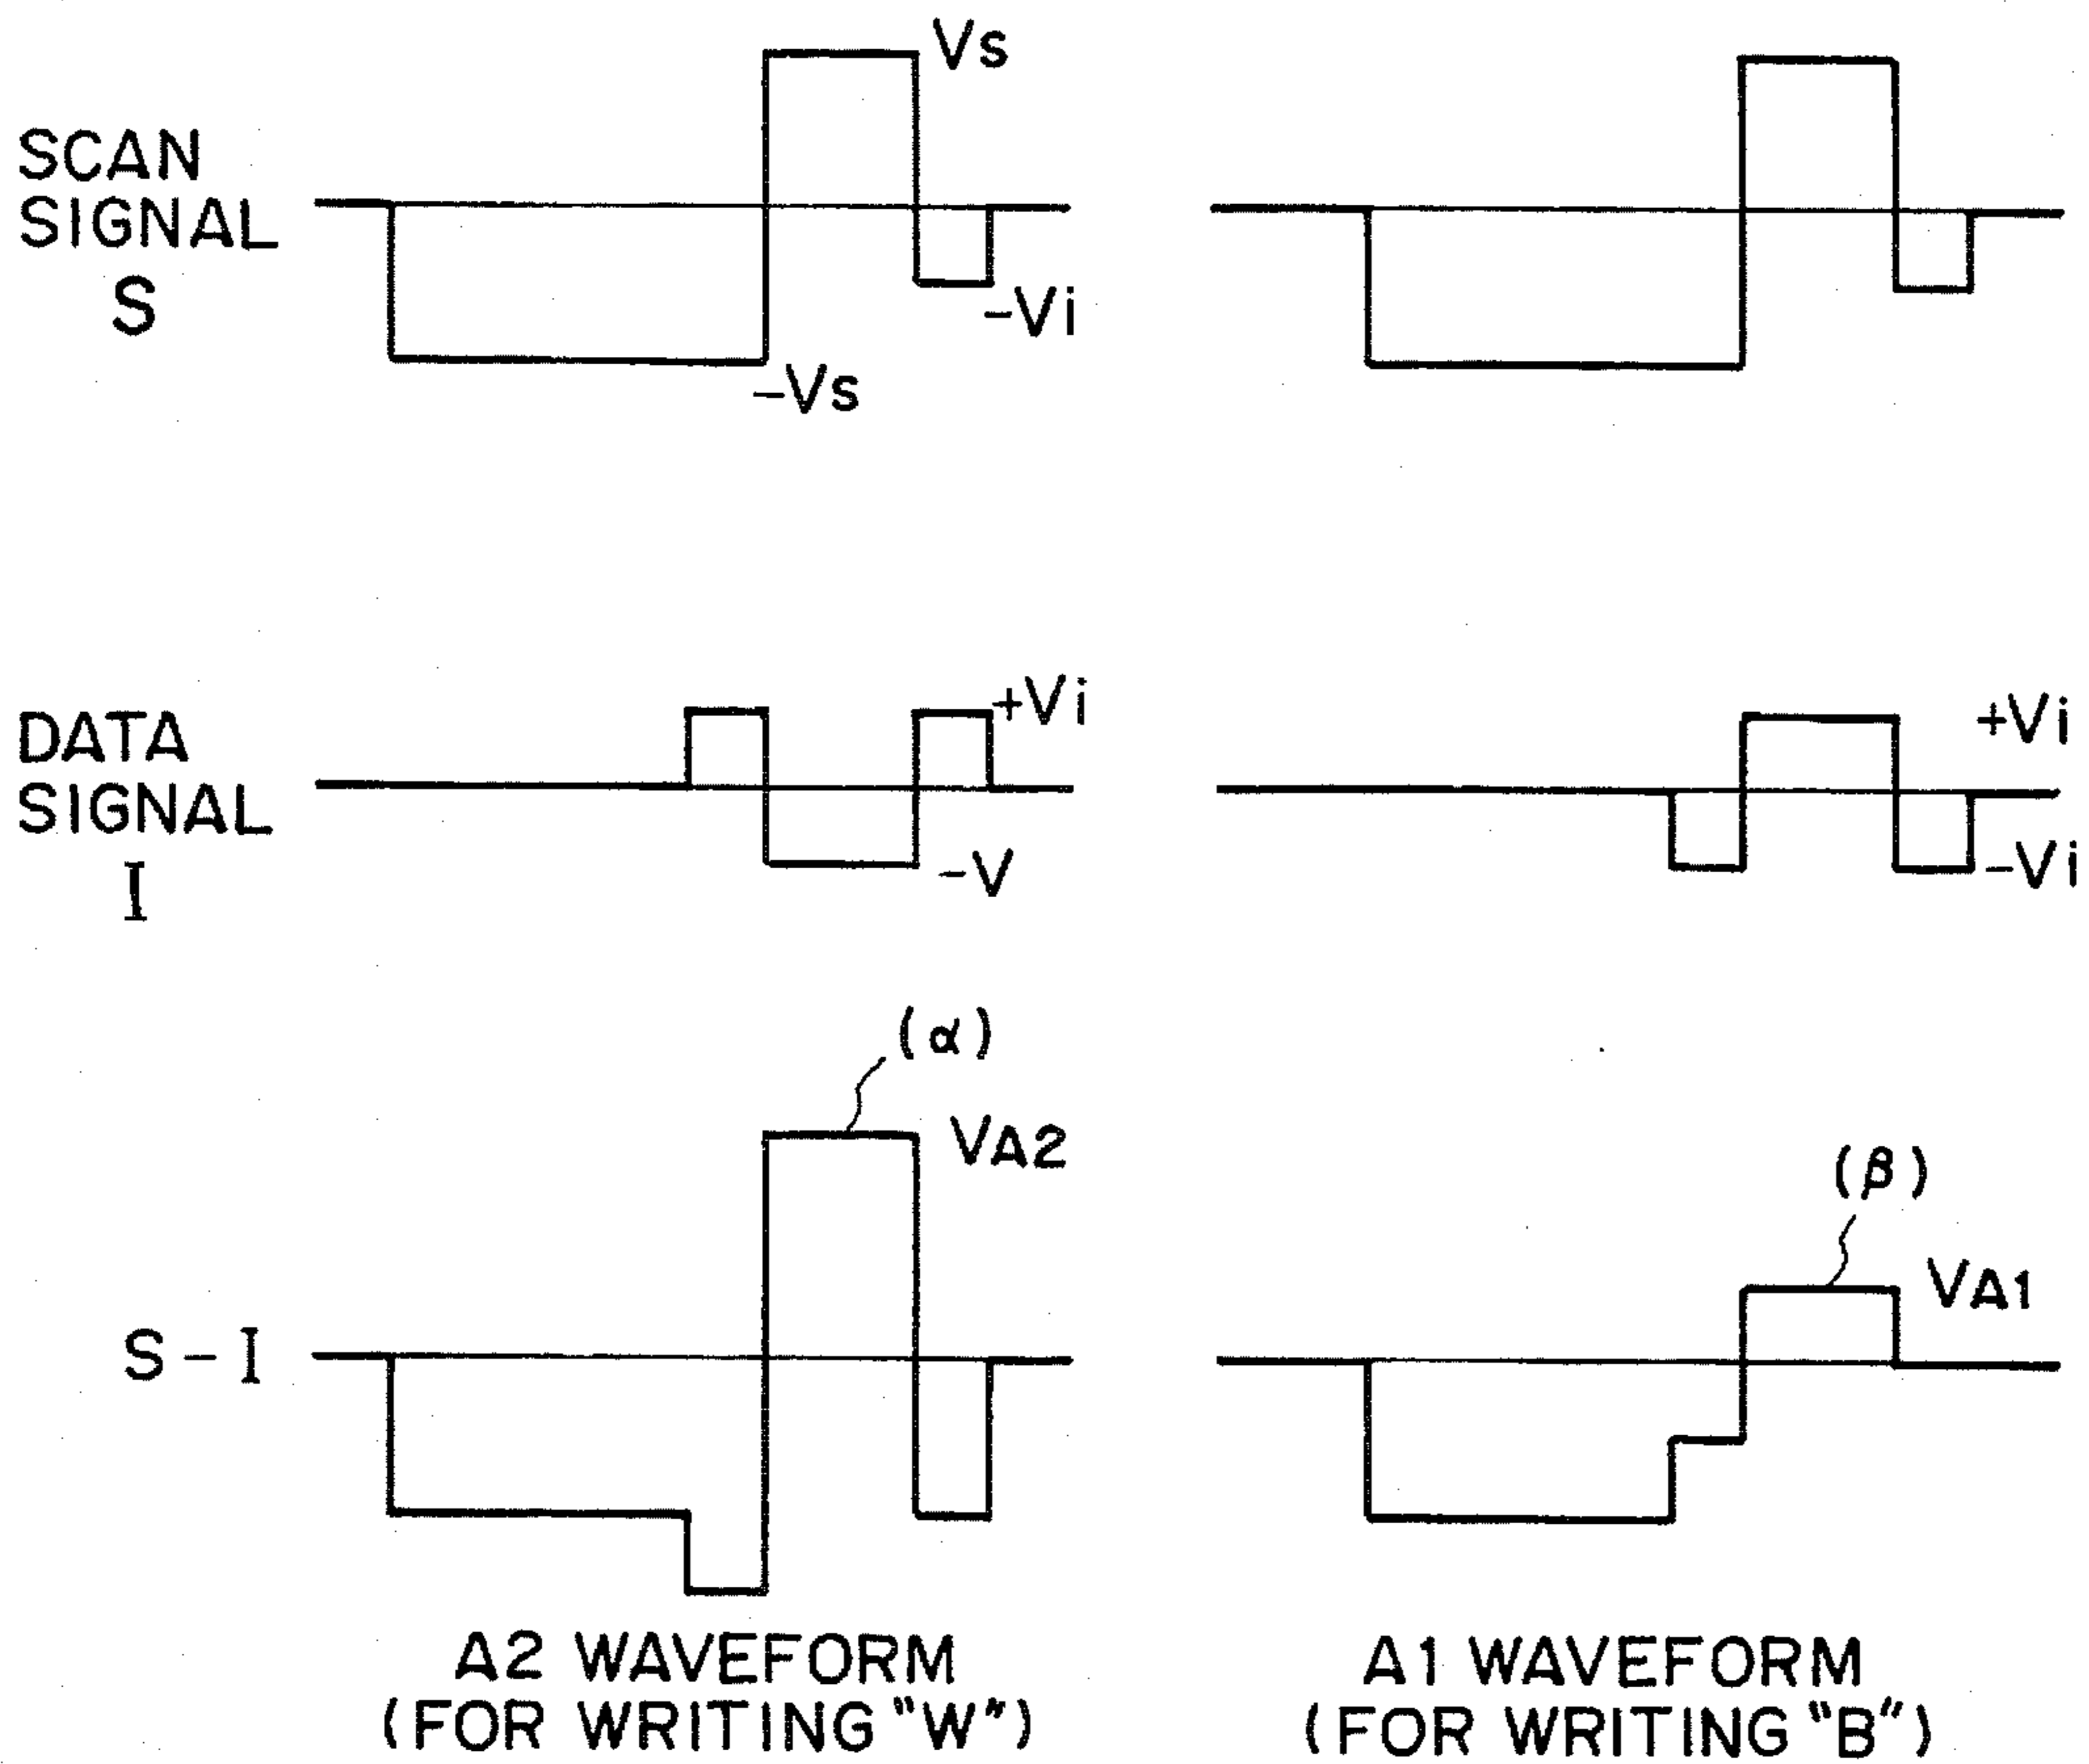 Vs
SCAN
SIGNAL
S
-Vi
-Vs
DATA
SIGNAL
I
+Vi
-V
+Vi
-Vi
(α)
VA2
(β)
VA1
S-I
A2 WAVEFORM
(FOR WRITING "W")
A1 WAVEFORM
(FOR WRITING "B")